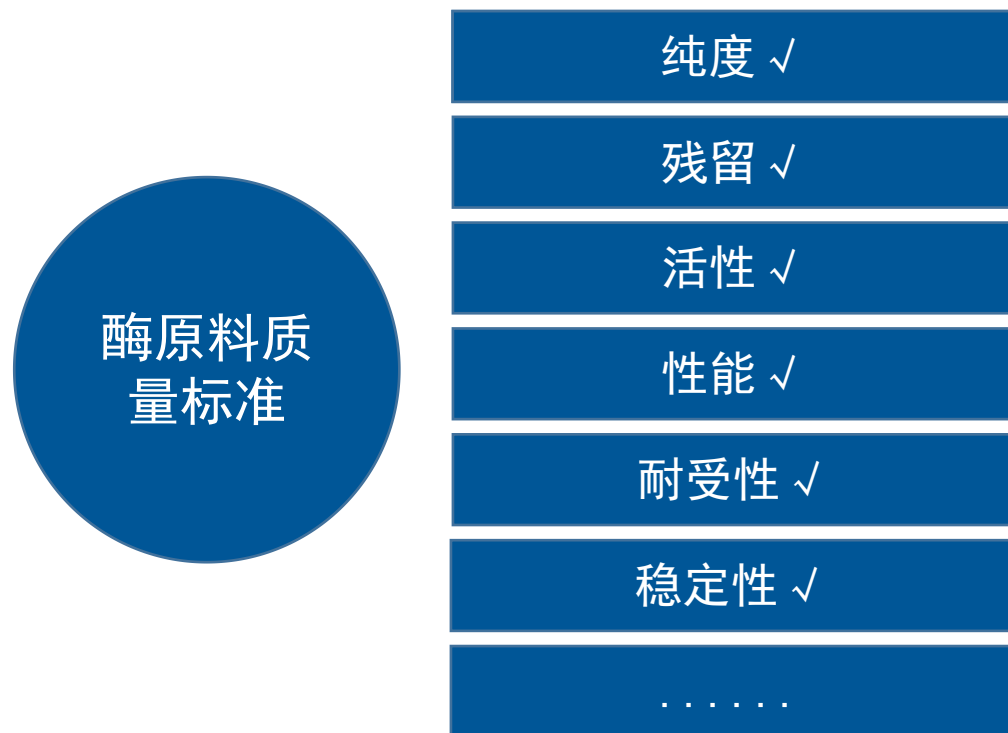 酶原料质
量标准
纯度 √
残留 √
活性 √
性能 √
耐受性 √
稳定性 √
......